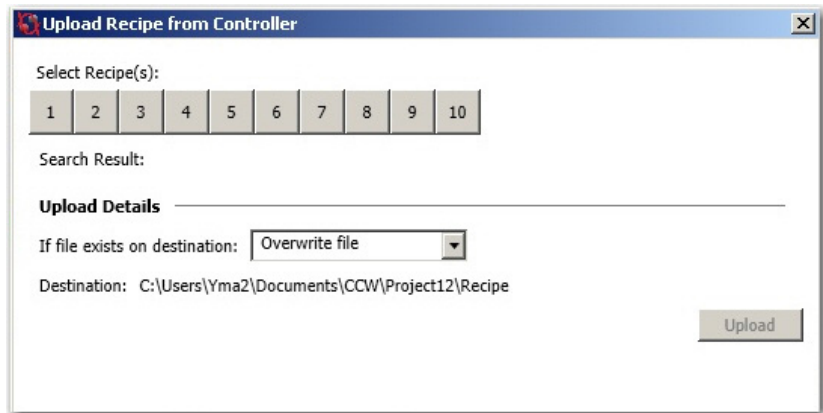 Upload Recipe from Controller
Select Recipe(s):
1 2 3 4 5 6 7 8 9 10
Search Result:
Upload Details
If file exists on destination: Overwrite file
Destination: C:\Users\Yma2\Documents\CCW\Project12\Recipe
Upload